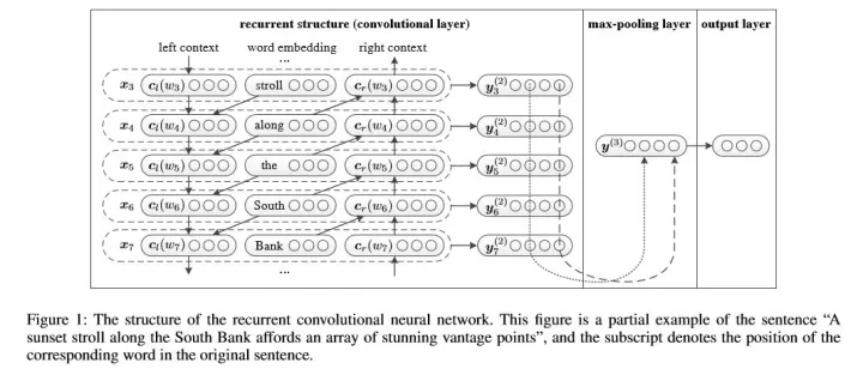 recurrent structure (convolutional layer) max-pooling layer output layer
left context word embedding right context
...
x₃ cₗ(w₃) stroll cᵣ(w₃) y₃⁽²⁾
x₄ cₗ(w₄) along cᵣ(w₄) y₄⁽²⁾
y⁽³⁾
x₅ cₗ(w₅) the cᵣ(w₅) y₅⁽²⁾
x₆ cₗ(w₆) South cᵣ(w₆) y₆⁽²⁾
x₇ cₗ(w₇) Bank cᵣ(w₇) y₇⁽²⁾
...
Figure 1: The structure of the recurrent convolutional neural network. This figure is a partial example of the sentence “A
sunset stroll along the South Bank affords an array of stunning vantage points”, and the subscript denotes the position of the
corresponding word in the original sentence.